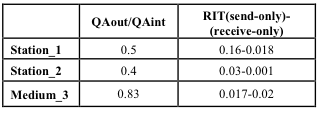 QAout/QAint RIT(send-only)-
(receive-only)
Station_1 0.5 0.16-0.018
Station_2 0.4 0.03-0.001
Medium_3 0.83 0.017-0.02